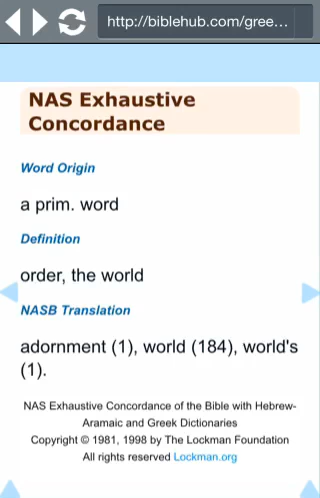 http://biblehub.com/gree...
NAS Exhaustive
Concordance
Word Origin
a prim. word
Definition
order, the world
NASB Translation
adornment (1), world (184), world's
(1).
NAS Exhaustive Concordance of the Bible with Hebrew-
Aramaic and Greek Dictionaries
Copyright © 1981, 1998 by The Lockman Foundation
All rights reserved Lockman.org